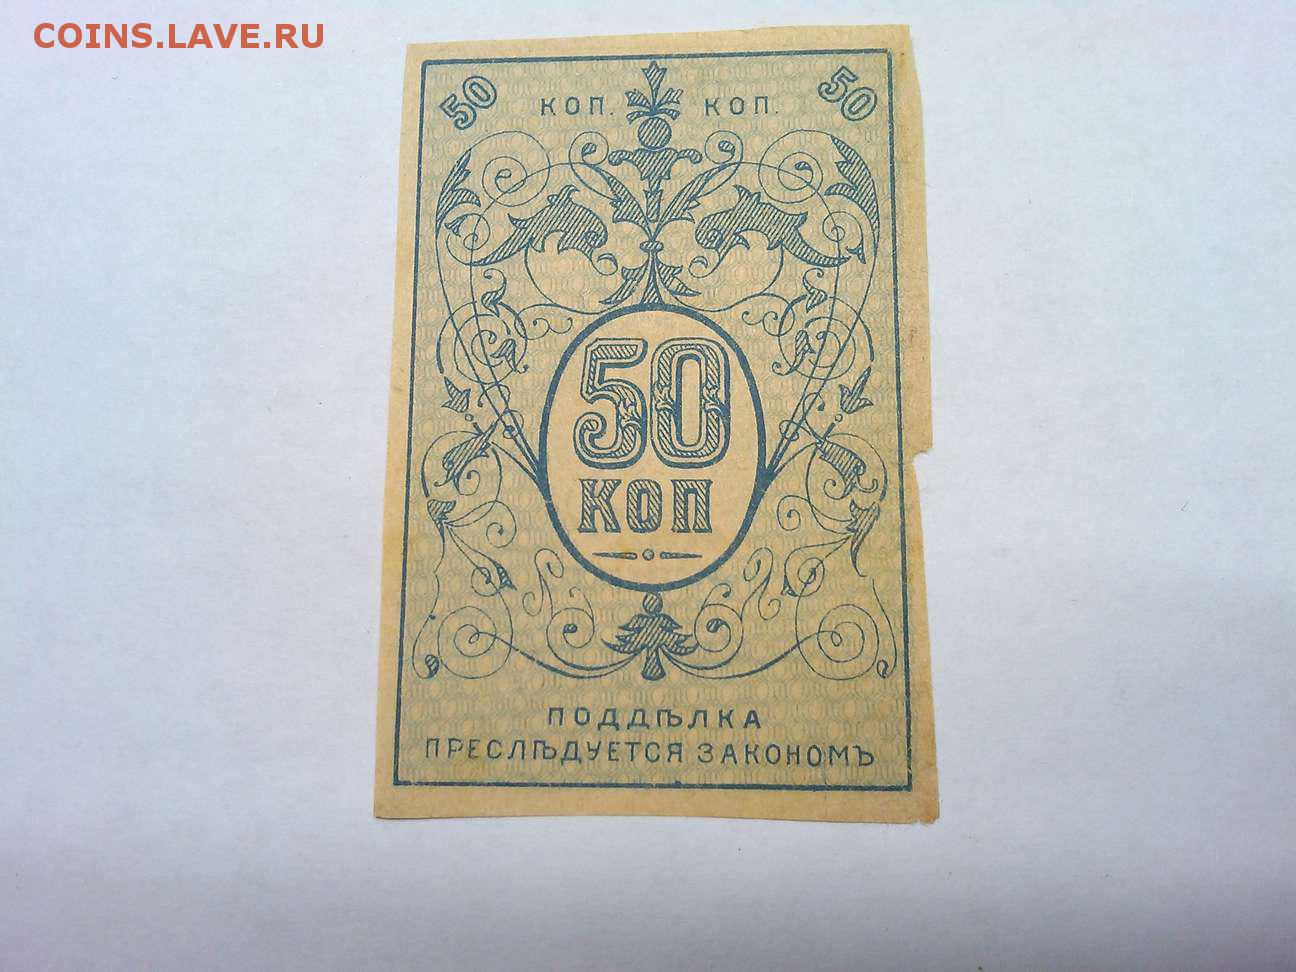 COINS.LAVE.RU
50 КОП. КОП. 50
50
КОП
ПОДДѢЛКА
ПРЕСЛѢДУЕТСЯ ЗАКОНОМЪ